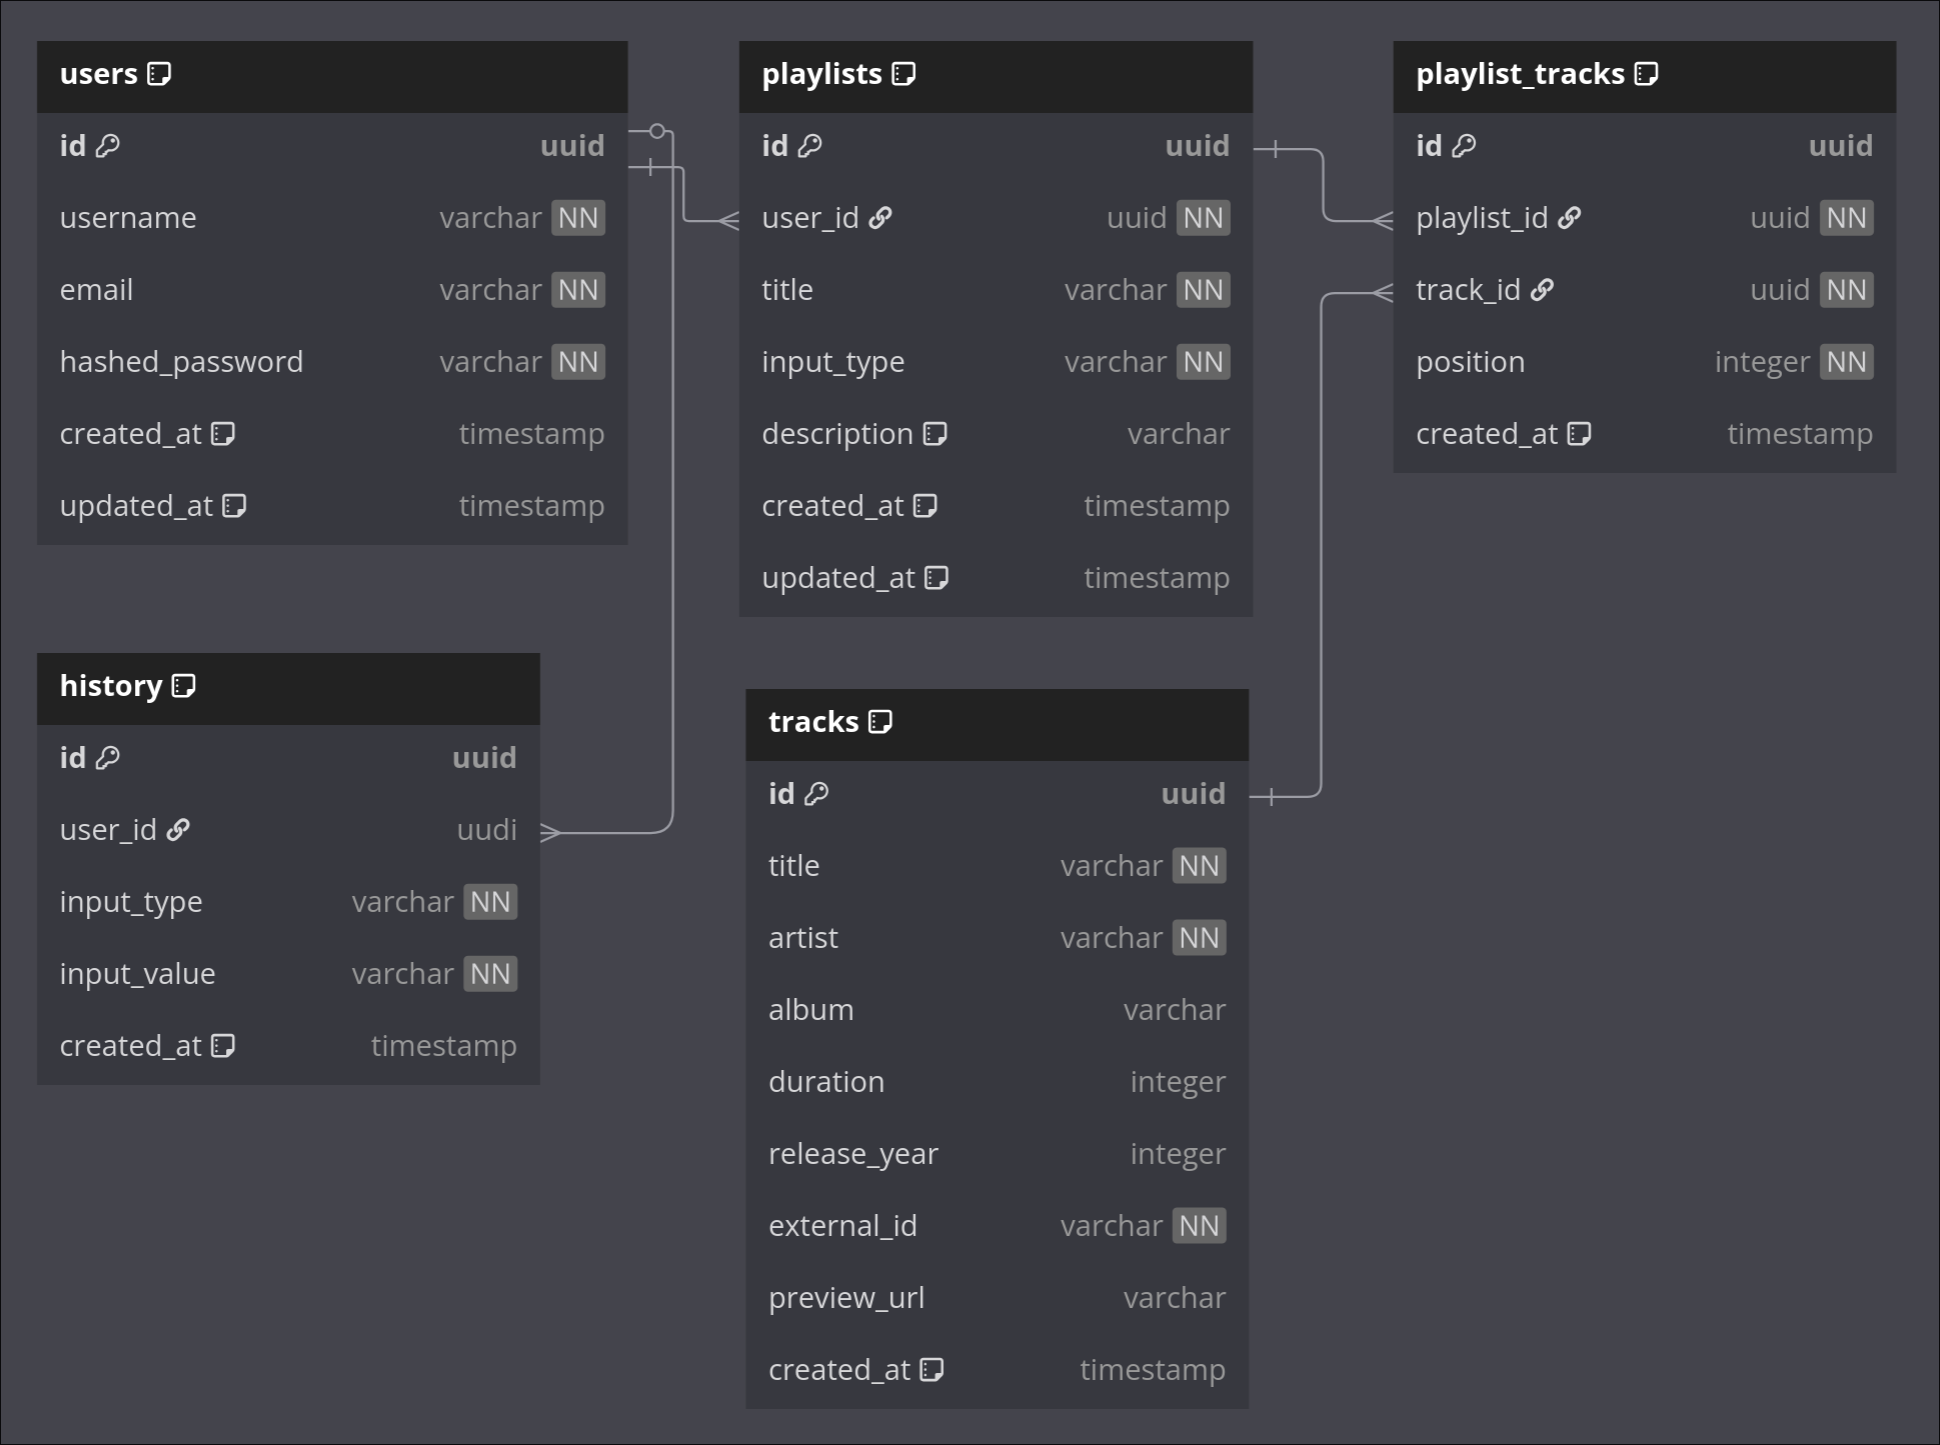 users
id uuid
username varchar NN
email varchar NN
hashed_password varchar NN
created_at timestamp
updated_at timestamp
playlists
id uuid
user_id uuid NN
title varchar NN
input_type varchar NN
description varchar
created_at timestamp
updated_at timestamp
playlist_tracks
id uuid
playlist_id uuid NN
track_id uuid NN
position integer NN
created_at timestamp
history
id uuid
user_id uudi
input_type varchar NN
input_value varchar NN
created_at timestamp
tracks
id uuid
title varchar NN
artist varchar NN
album varchar
duration integer
release_year integer
external_id varchar NN
preview_url varchar
created_at timestamp